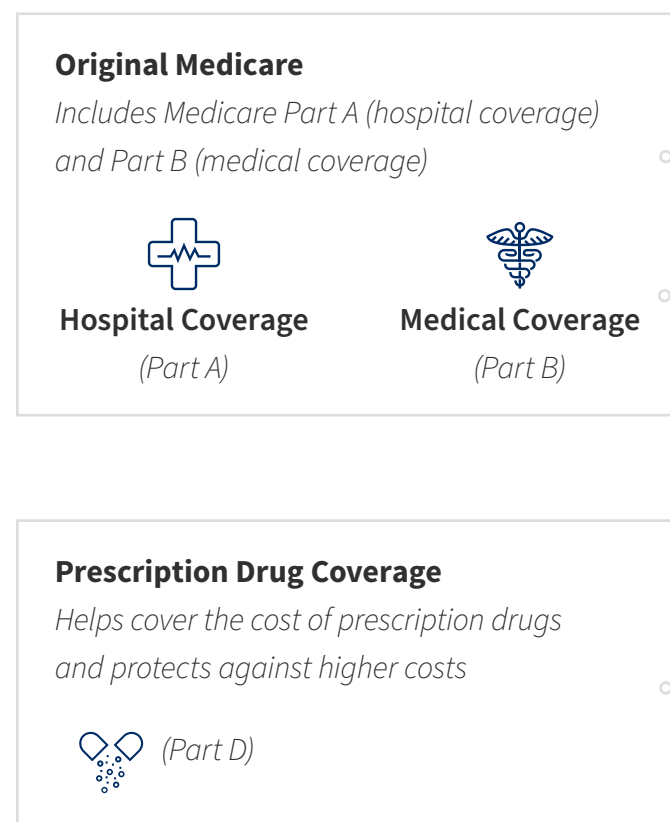 Original Medicare
Includes Medicare Part A (hospital coverage)
and Part B (medical coverage)
Hospital Coverage
(Part A)
Medical Coverage
(Part B)
Prescription Drug Coverage
Helps cover the cost of prescription drugs
and protects against higher costs
(Part D)